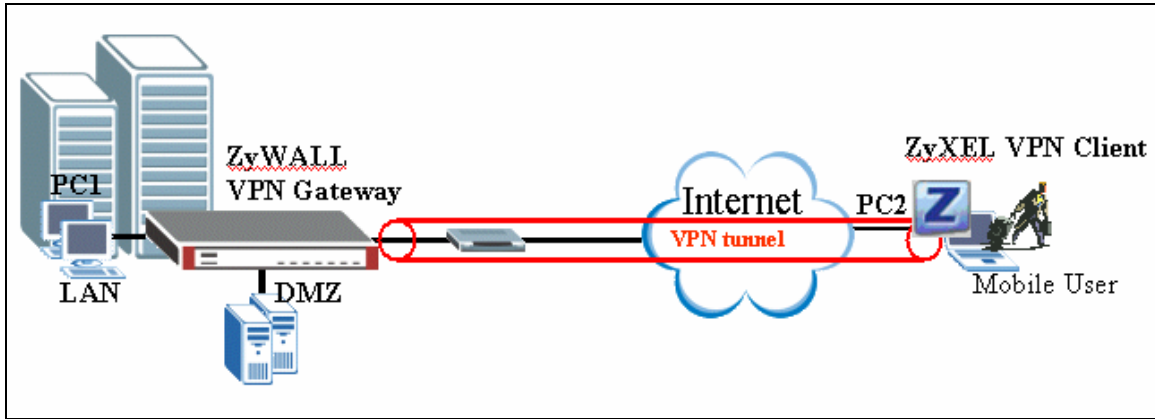 ZyWALL
VPN Gateway
PC1
LAN
DMZ
Internet
VPN tunnel
PC2
ZyXEL VPN Client
Z
Mobile User